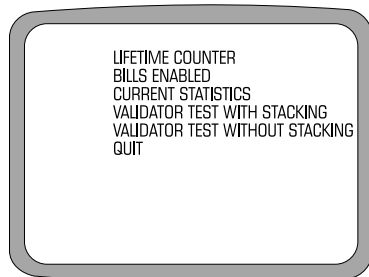 LIFETIME COUNTER
BILLS ENABLED
CURRENT STATISTICS
VALIDATOR TEST WITH STACKING
VALIDATOR TEST WITHOUT STACKING
QUIT